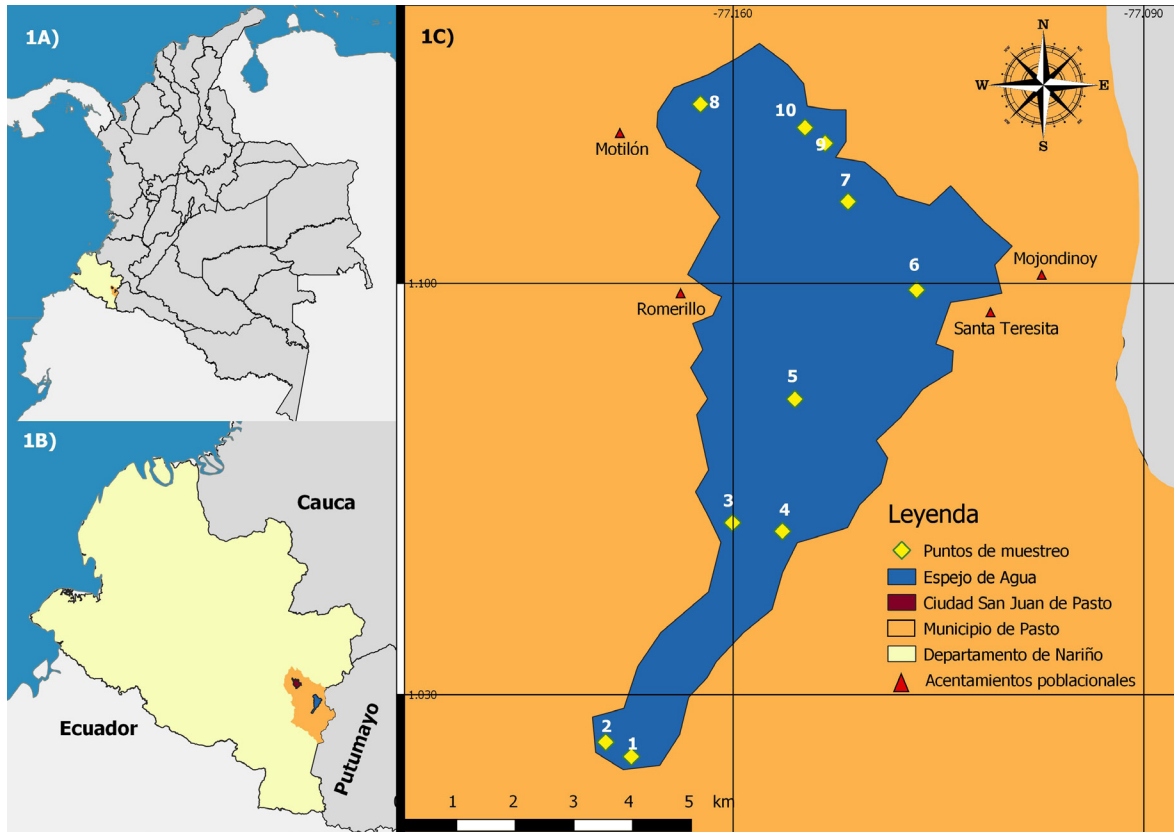 1A)
1B)
Cauca
Ecuador
Putumayo
1C)
-77.160
-77.090
N
W
E
S
8
10
9
Motilón
7
6
Mojondinoy
1.100
Romerillo
Santa Teresita
5
3
4
Leyenda
Puntos de muestreo
Espejo de Agua
Ciudad San Juan de Pasto
Municipio de Pasto
Departamento de Nariño
Acentamientos poblacionales
1.030
2
1
1 2 3 4 5 km